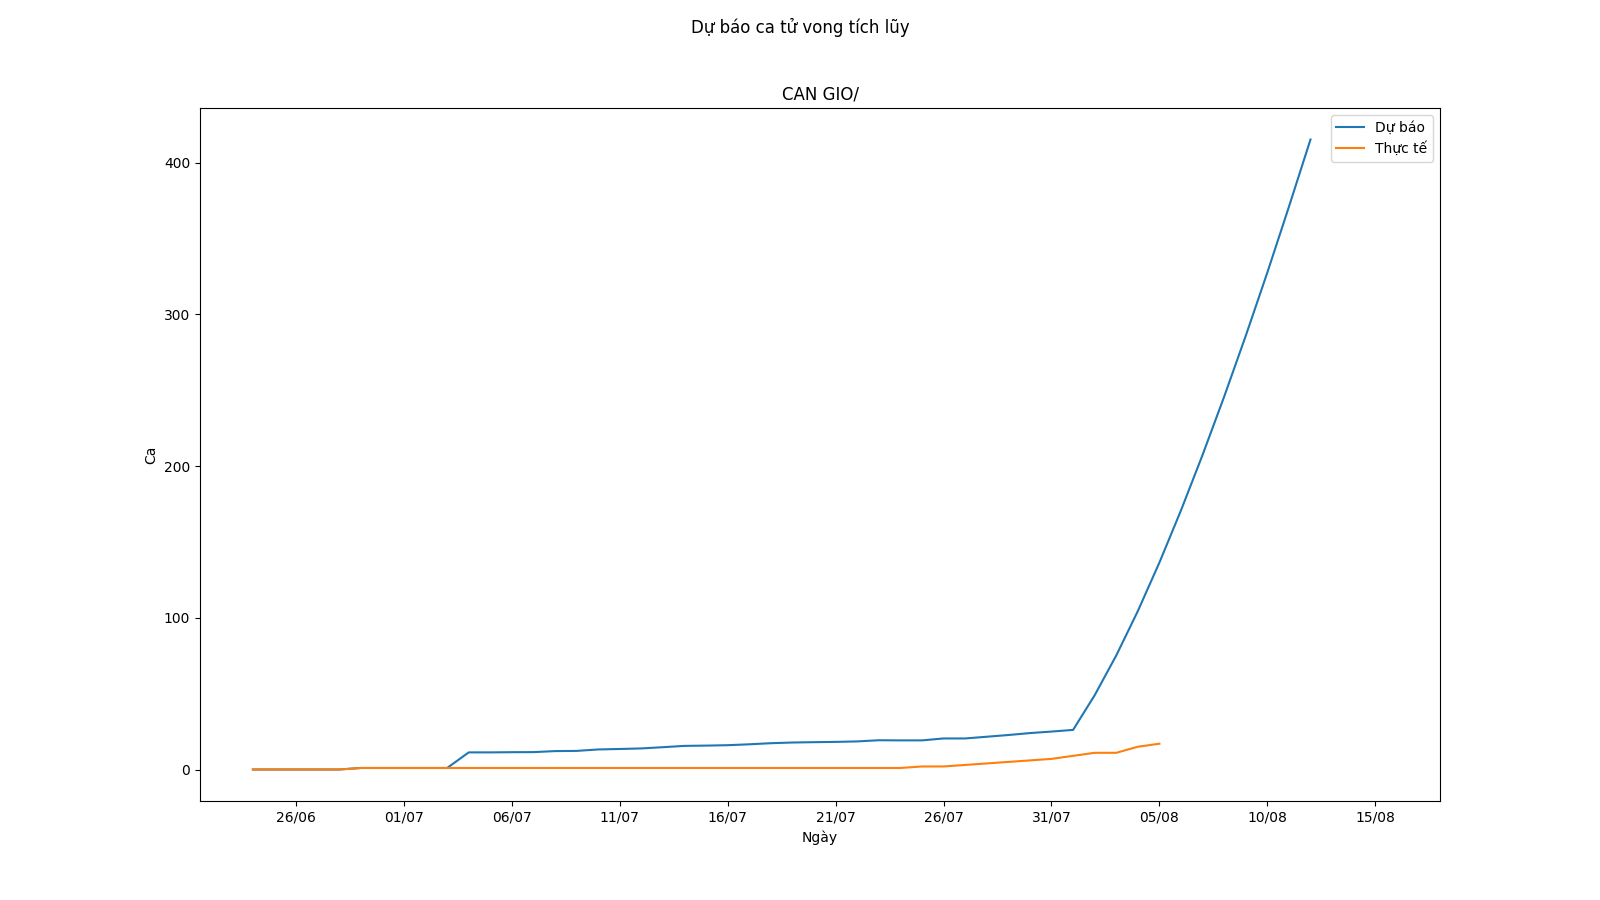 Dự báo ca tử vong tích lũy
CAN GIO/
Dự báo
Thực tế
400
300
200
100
0
Ca
26/06
01/07
06/07
11/07
16/07
21/07
26/07
31/07
05/08
10/08
15/08
Ngày